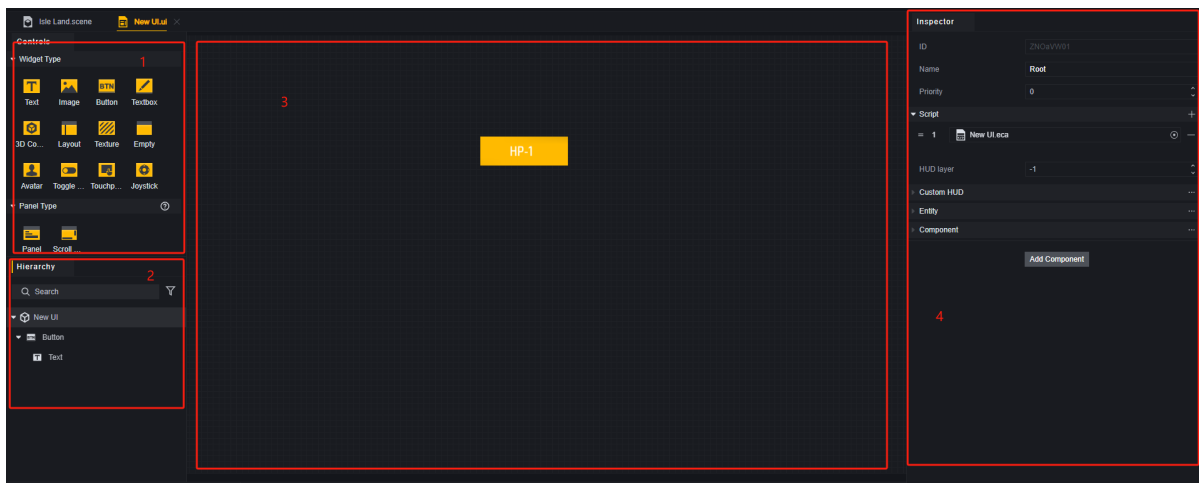 Isle Land.scene
New UI.ui
Controls
Widget Type
1
Text Image Button Textbox
BTN
3D Co... Layout Texture Empty
Avatar Toggle ... Touchp... Joystick
Panel Type
Panel Scroll ...
Hierarchy
2
Search
New UI
Button
Text
3
HP-1
Inspector
ID ZNOaVW01
Name Root
Priority 0
Script
= 1 New UI.eca
HUD layer -1
Custom HUD
Entity
Component
Add Component
4